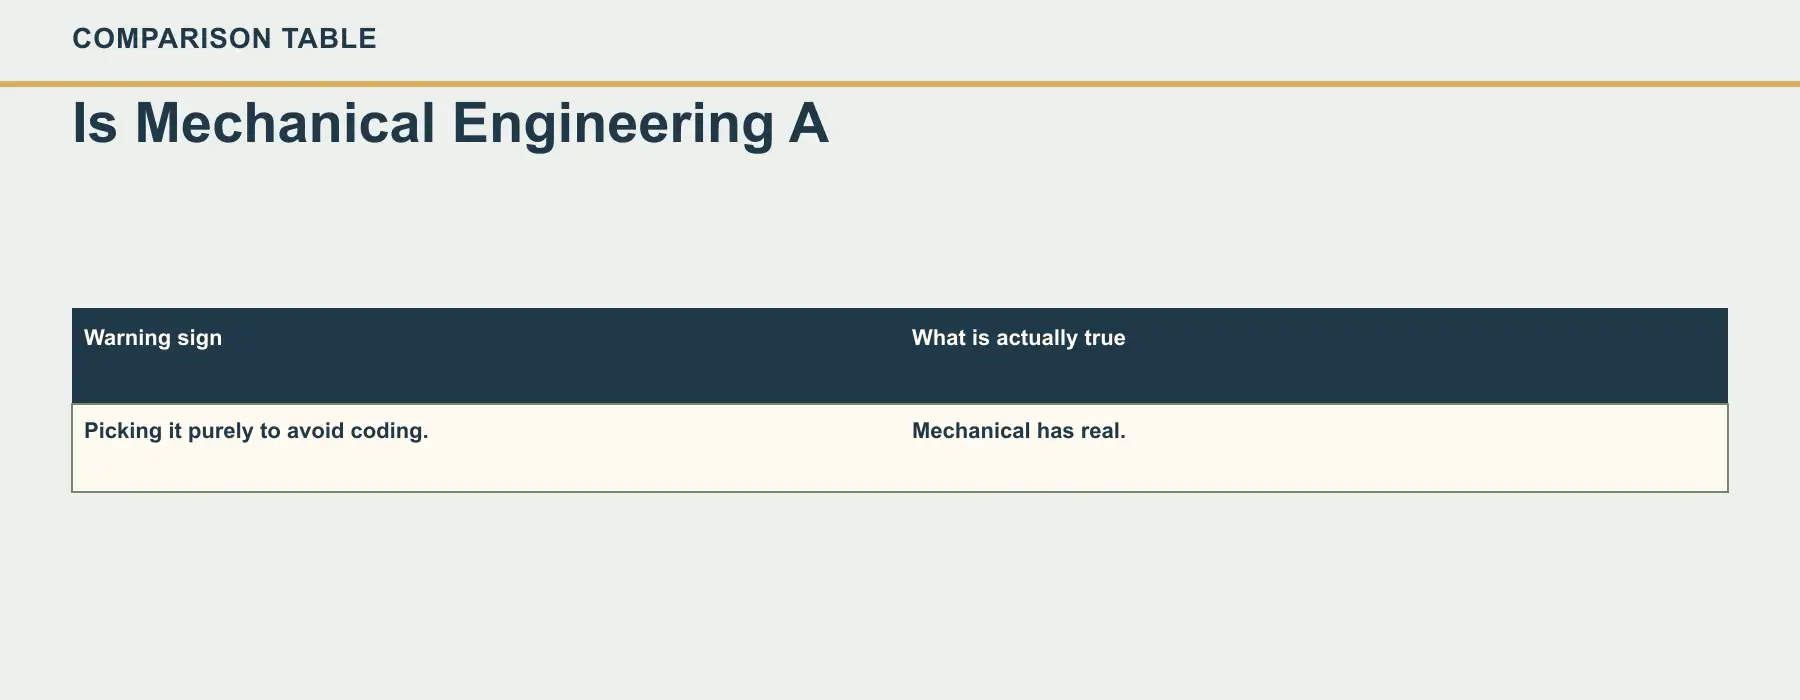 COMPARISON TABLE
Is Mechanical Engineering A
Warning sign
What is actually true
Picking it purely to avoid coding.
Mechanical has real.